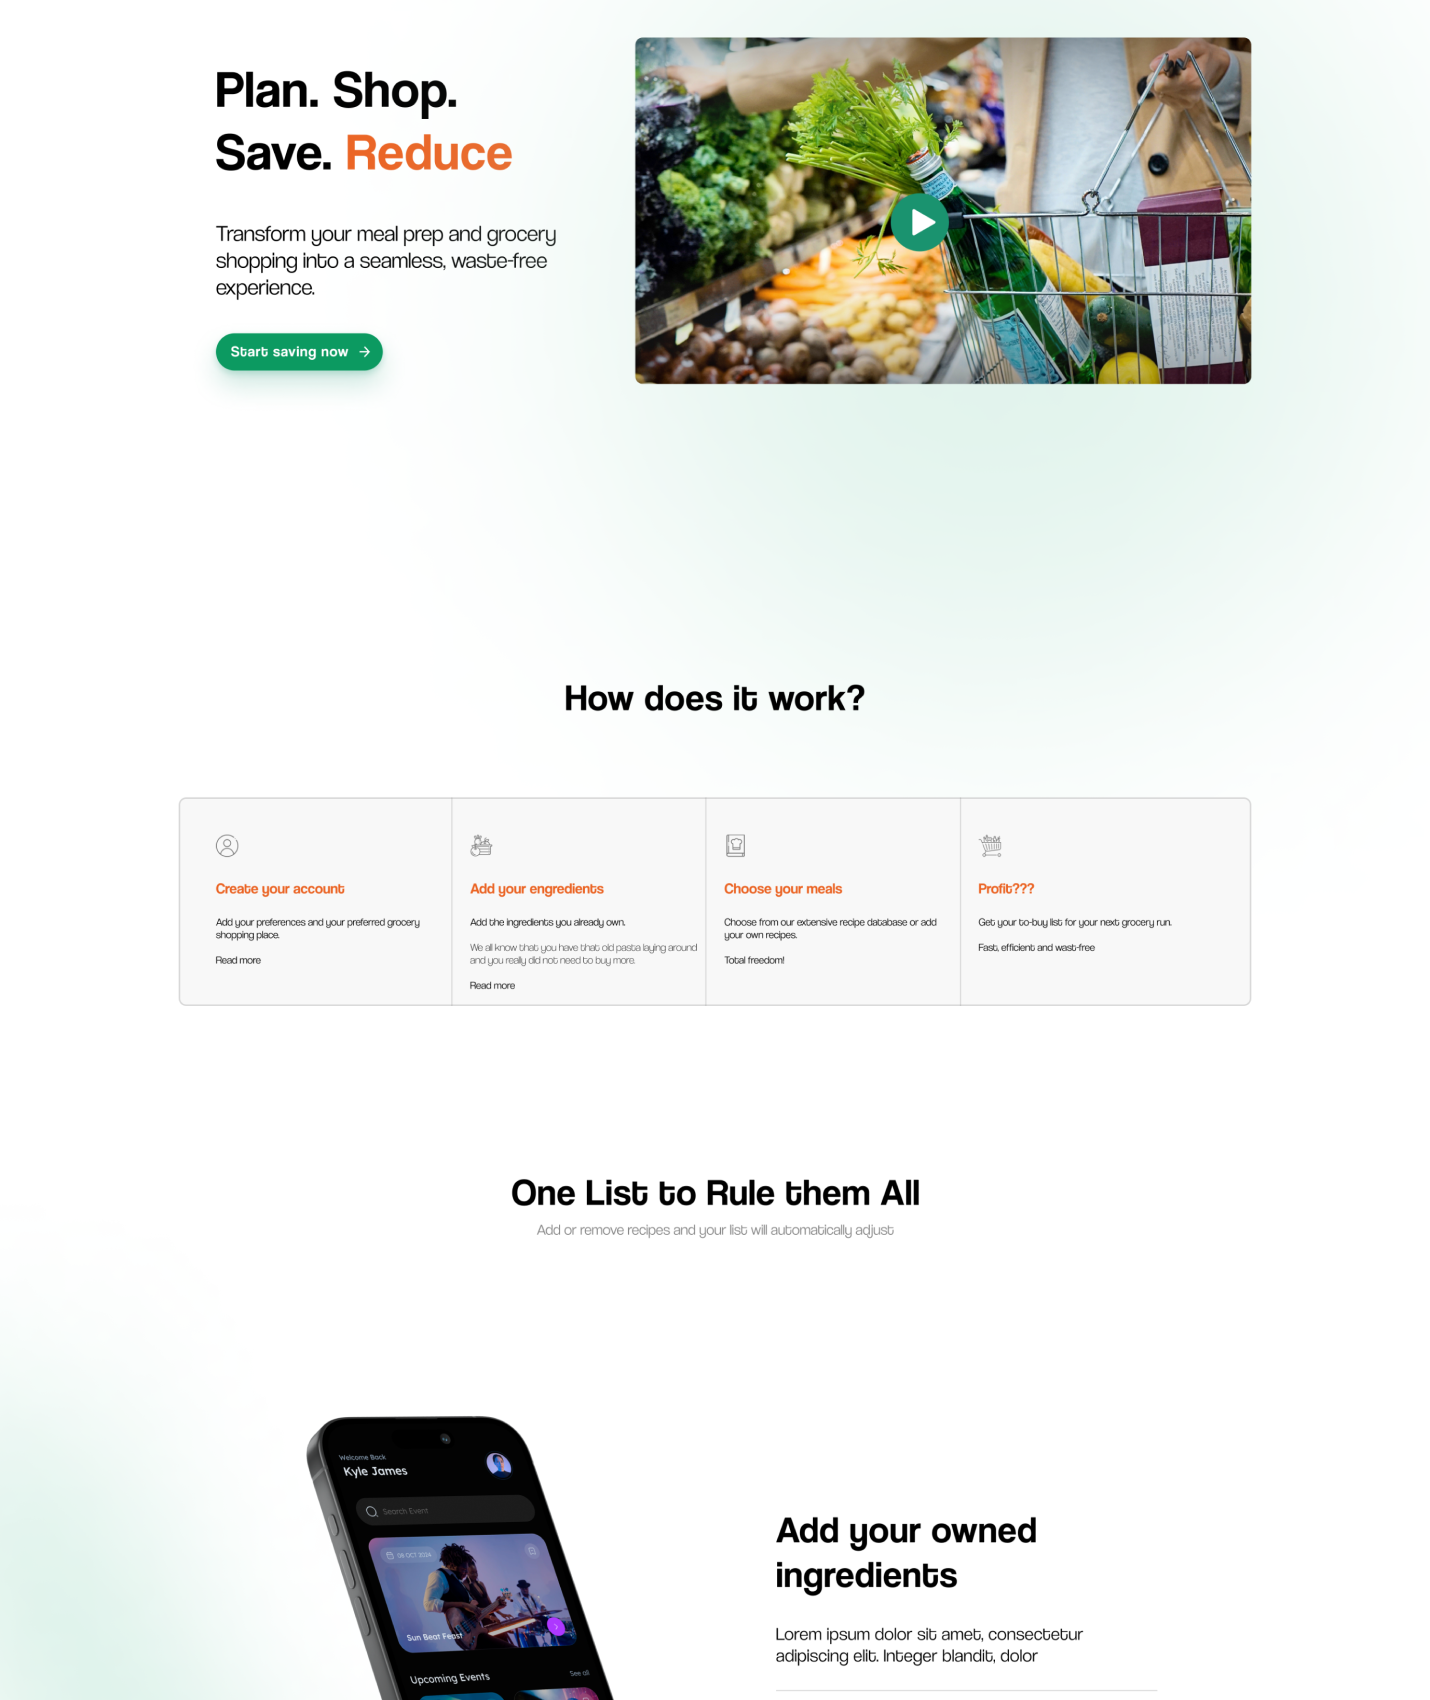 Plan. Shop.
Save. Reduce
Transform your meal prep and grocery
shopping into a seamless, waste-free
experience.
Start saving now
How does it work?
Create your account
Add your preferences and your preferred grocery
shopping place.
Read more
Add your engredients
Add the ingredients you already own.
We all know that you have that old pasta laying around
and you really did not need to buy more.
Read more
Choose your meals
Choose from our extensive recipe database or add
your own recipes.
Total freedom!
Profit???
Get your to-buy list for your next grocery run.
Fast, efficient and wast-free
One List to Rule them All
Add or remove recipes and your list will automatically adjust
Welcome Back
Kyle James
Search Event
08 OCT 2024
Sun Beat Feast
Upcoming Events
See all
Add your owned
ingredients
Lorem ipsum dolor sit amet, consectetur
adipiscing elit. Integer blandit, dolor